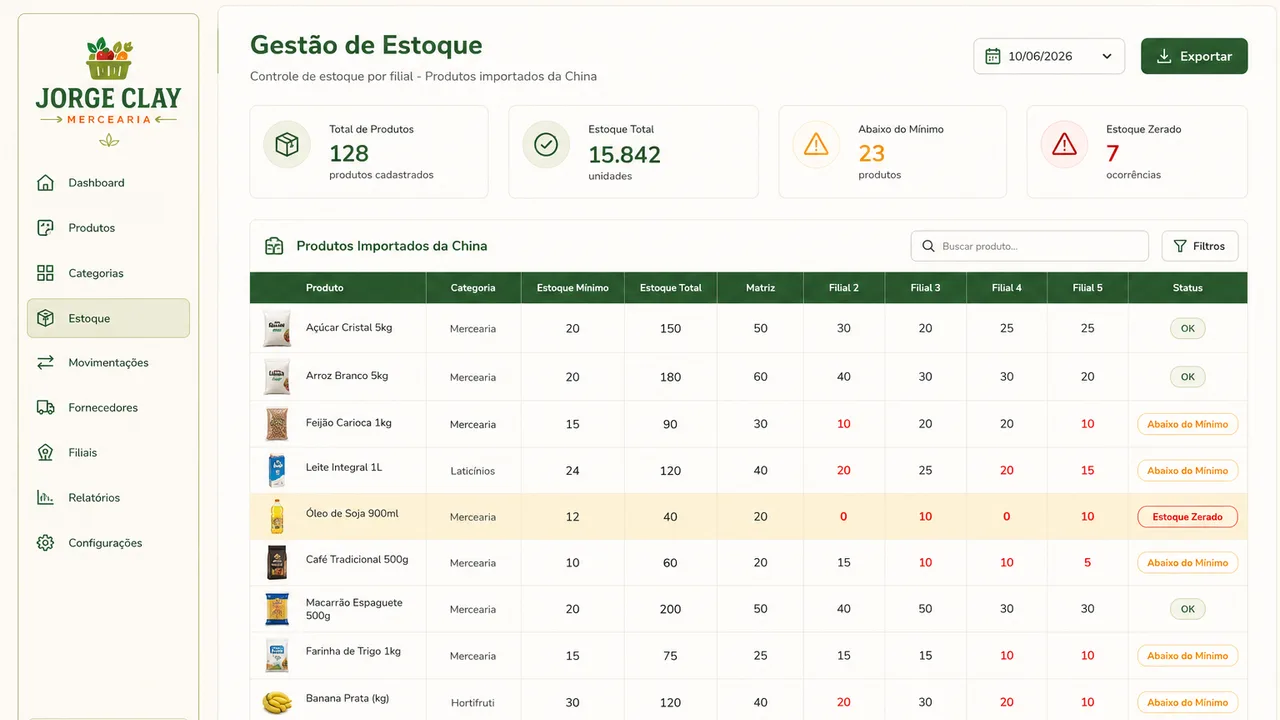 JORGE CLAY
MERCEARIA
Dashboard
Produtos
Categorias
Estoque
Movimentações
Fornecedores
Filiais
Relatórios
Configurações
Gestão de Estoque
Controle de estoque por filial - Produtos importados da China
10/06/2026
Exportar
Total de Produtos
128
produtos cadastrados
Estoque Total
15.842
unidades
Abaixo do Mínimo
23
produtos
Estoque Zerado
7
ocorrências
Produtos Importados da China
Buscar produto...
Filtros
Produto Categoria Estoque Mínimo Estoque Total Matriz Filial 2 Filial 3 Filial 4 Filial 5 Status
Açúcar Cristal 5kg Mercearia 20 150 50 30 20 25 25 OK
Arroz Branco 5kg Mercearia 20 180 60 40 30 30 20 OK
Feijão Carioca 1kg Mercearia 15 90 30 10 20 20 10 Abaixo do Mínimo
Leite Integral 1L Laticínios 24 120 40 20 25 20 15 Abaixo do Mínimo
Óleo de Soja 900ml Mercearia 12 40 20 0 10 0 10 Estoque Zerado
Café Tradicional 500g Mercearia 10 60 20 15 10 10 5 Abaixo do Mínimo
Macarrão Espaguete
500g Mercearia 20 200 50 40 50 30 30 OK
Farinha de Trigo 1kg Mercearia 15 75 25 15 15 10 10 Abaixo do Mínimo
Banana Prata (kg) Hortifruti 30 120 40 20 30 20 10 Abaixo do Mínimo